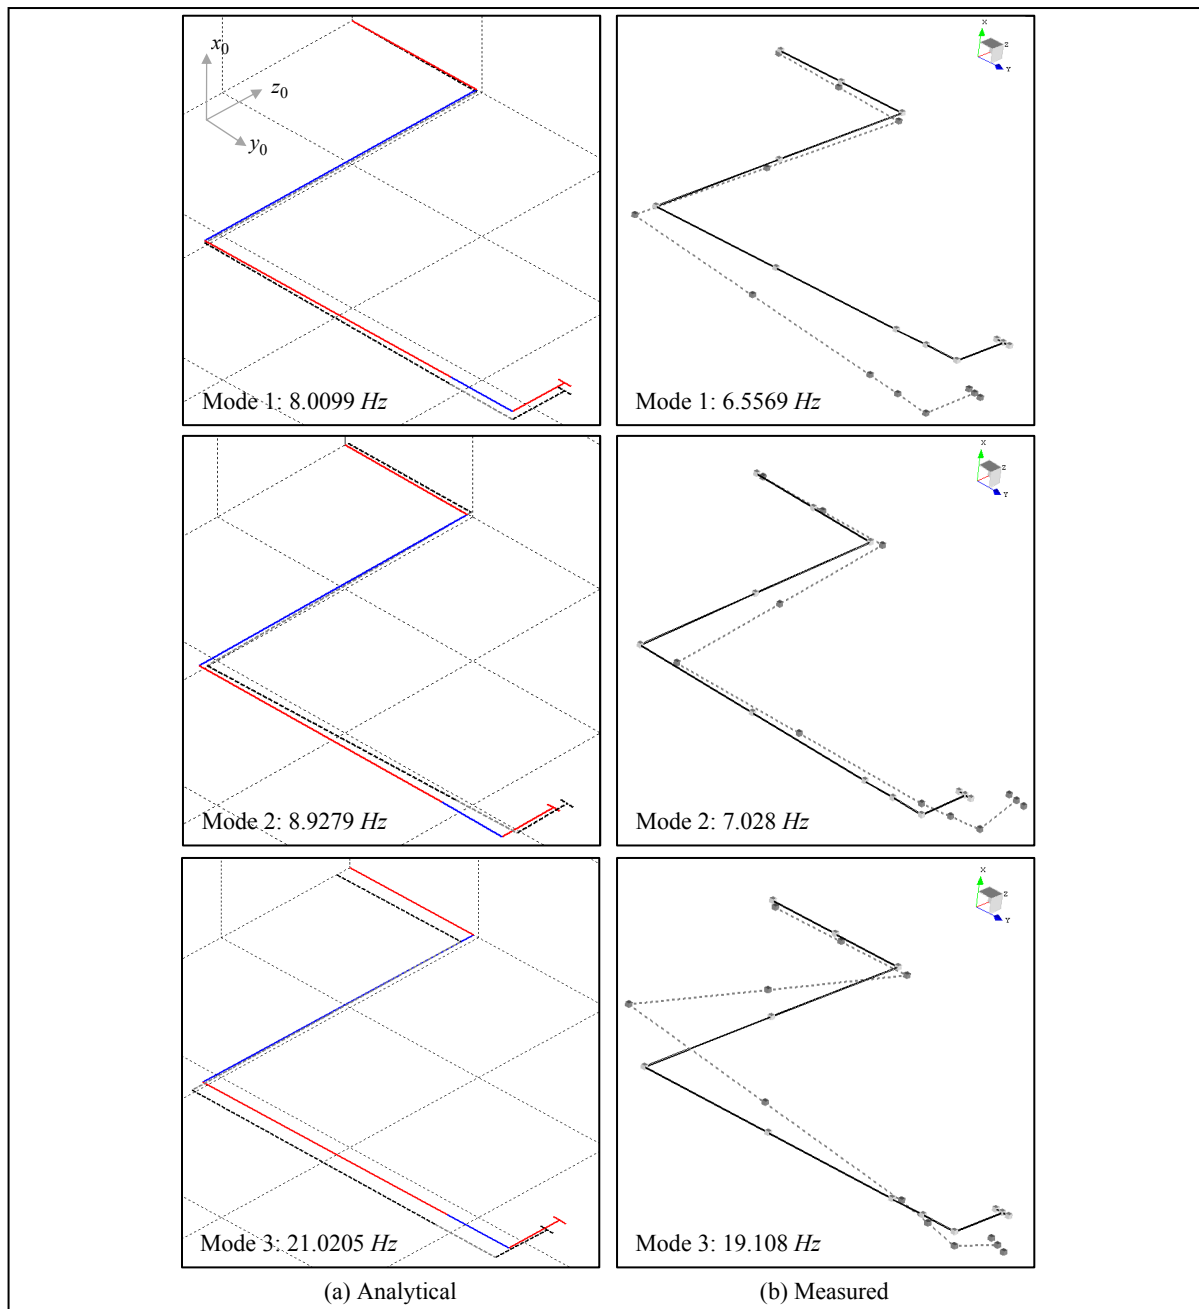 x0
z0
y0
Mode 1: 8.0099 Hz
X
Z
Y
Mode 1: 6.5569 Hz
Mode 2: 8.9279 Hz
X
Z
Y
Mode 2: 7.028 Hz
Mode 3: 21.0205 Hz
X
Z
Y
Mode 3: 19.108 Hz
(a) Analytical
(b) Measured